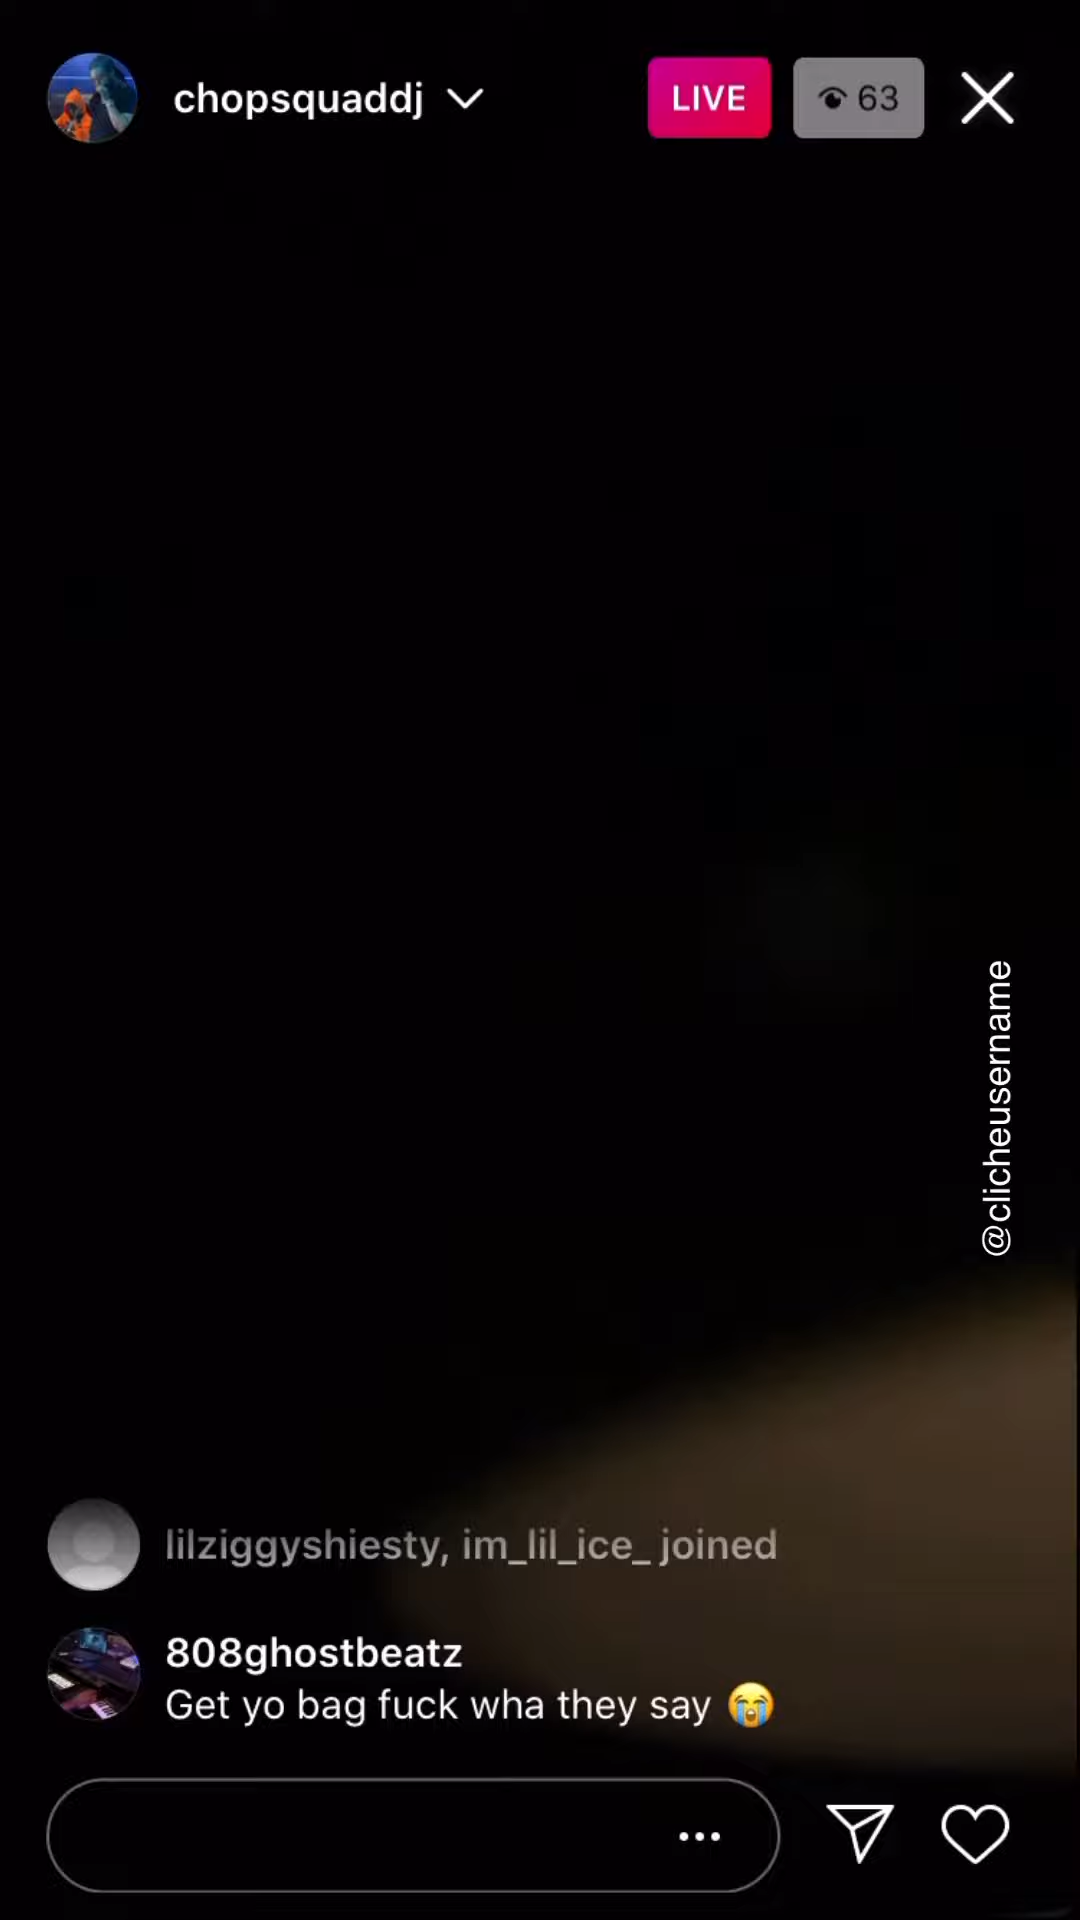 chopsquaddj
LIVE
63
@clicheusername
lilziggyshiesty, im_lil_ice_ joined
808ghostbeatz
Get yo bag fuck wha they say 😭